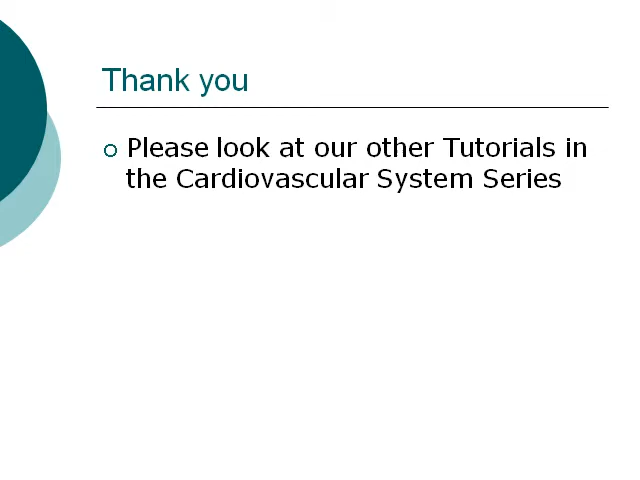 Thank you
Please look at our other Tutorials in
the Cardiovascular System Series